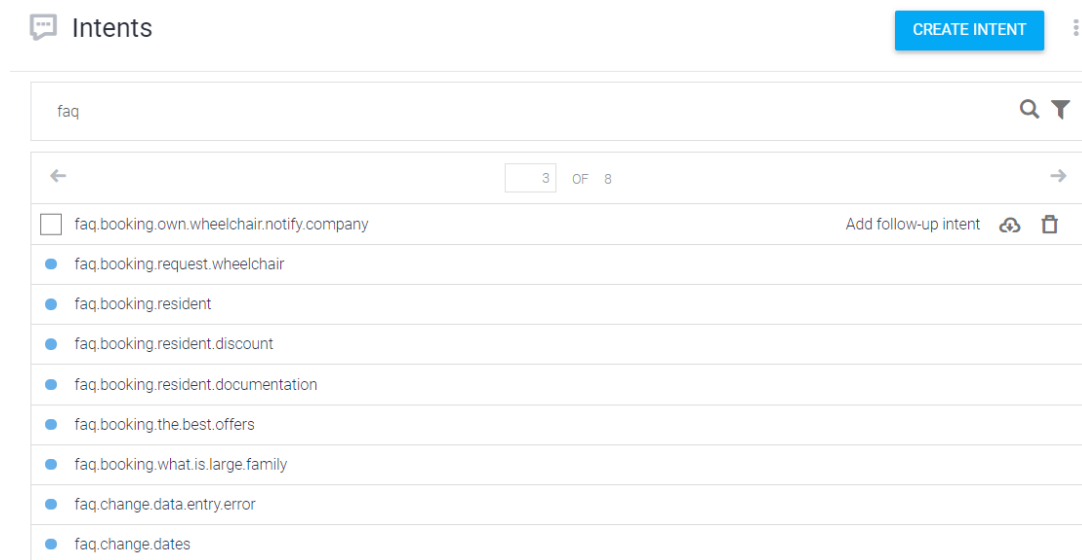 Intents
CREATE INTENT
faq
3 OF 8
faq.booking.own.wheelchair.notify.company
Add follow-up intent
faq.booking.request.wheelchair
faq.booking.resident
faq.booking.resident.discount
faq.booking.resident.documentation
faq.booking.the.best.offers
faq.booking.what.is.large.family
faq.change.data.entry.error
faq.change.dates